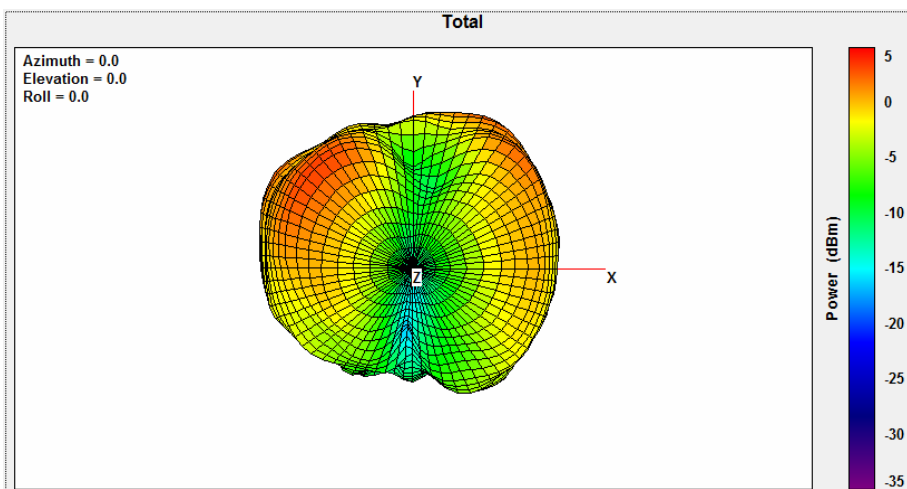 Total
Azimuth = 0.0
Elevation = 0.0
Roll = 0.0
Y
X
Z
5
0
-5
-10
-15
-20
-25
-30
-35
Power (dBm)